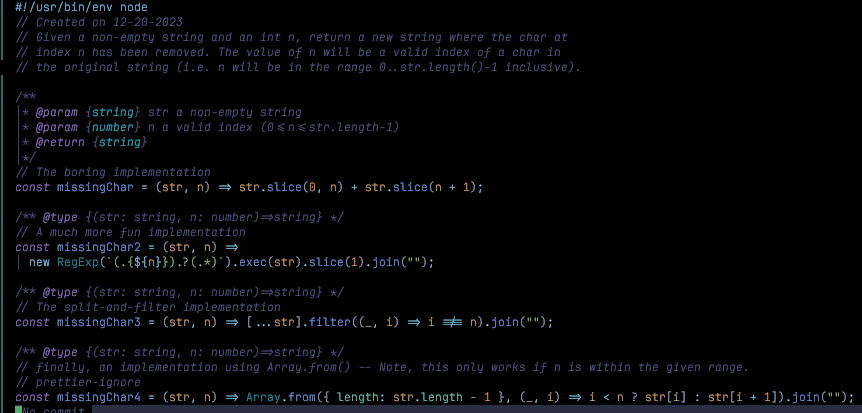 #!/usr/bin/env node
// Created on 12-20-2023
// Given a non-empty string and an int n, return a new string where the char at
// index n has been removed. The value of n will be a valid index of a char in
// the original string (i.e. n will be in the range 0..str.length()-1 inclusive).
/**
* @param {string} str a non-empty string
* @param {number} n a valid index (0<=n<=str.length-1)
* @return {string}
*/
// The boring implementation
const missingChar = (str, n) => str.slice(0, n) + str.slice(n + 1);
/** @type {(str: string, n: number)=>string} */
// A much more fun implementation
const missingChar2 = (str, n) =>
new RegExp(`(.{${n}}).?(.*)`).exec(str).slice(1).join("");
/** @type {(str: string, n: number)=>string} */
// The split-and-filter implementation
const missingChar3 = (str, n) => [...str].filter((_, i) => i !== n).join("");
/** @type {(str: string, n: number)=>string} */
// finally, an implementation using Array.from() -- Note, this only works if n is within the given range.
// prettier-ignore
const missingChar4 = (str, n) => Array.from({ length: str.length - 1 }, (_, i) => i < n ? str[i] : str[i + 1]).join("");
No commit